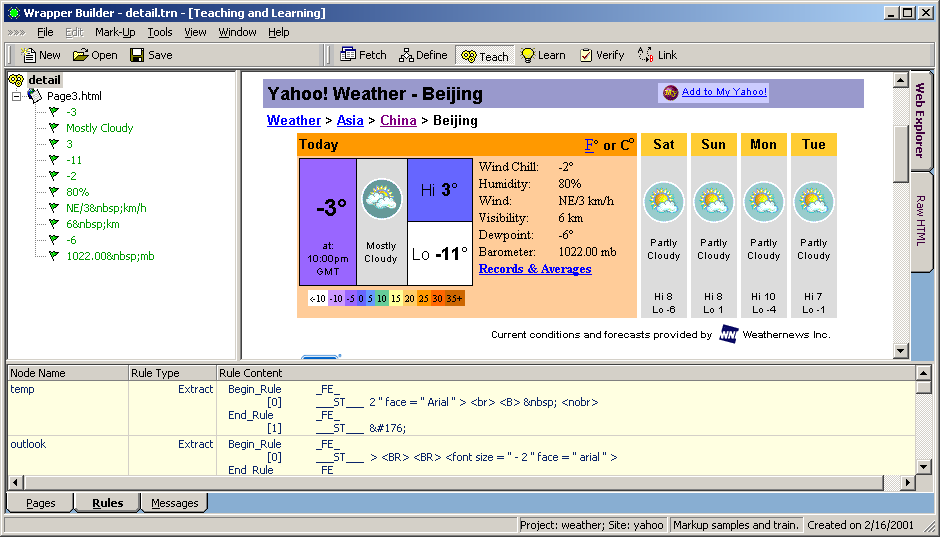 Wrapper Builder - detail.trn - [Teaching and Learning]
File Edit Mark-Up Tools View Window Help
New Open Save Fetch Define Teach Learn Verify Link
detail
Page3.html
-3
Mostly Cloudy
3
-11
-2
80%
NE/3&nbsp;km/h
6&nbsp;km
-6
1022.00&nbsp;mb
Yahoo! Weather - Beijing
My
Add to My Yahoo!
Weather > Asia > China > Beijing
Today F° or C°
-3°
at:
10:00pm
GMT
Mostly
Cloudy
Hi 3°
Lo -11°
Wind Chill: -2°
Humidity: 80%
Wind: NE/3 km/h
Visibility: 6 km
Dewpoint: -6°
Barometer: 1022.00 mb
Records & Averages
<-10 -10 -5 0 5 10 15 20 25 30 35+
Sat Sun Mon Tue
Partly Partly Partly Partly
Cloudy Cloudy Cloudy Cloudy
Hi 8 Hi 8 Hi 10 Hi 7
Lo -6 Lo 1 Lo -4 Lo -1
Current conditions and forecasts provided by WNI Weathernews Inc.
Web Explorer
Raw HTML
Node Name Rule Type Rule Content
temp Extract Begin_Rule _FE_
[0] ___ST___ 2 " face = " Arial " > <br> <B> &nbsp; <nobr>
End_Rule _FE_
[1] ___ST___ &#176;
outlook Extract Begin_Rule _FE_
[0] ___ST___ > <BR> <BR> <font size = " - 2 " face = " arial " >
End_Rule _FE_
Pages Rules Messages
Project: weather; Site: yahoo Markup samples and train. Created on 2/16/2001